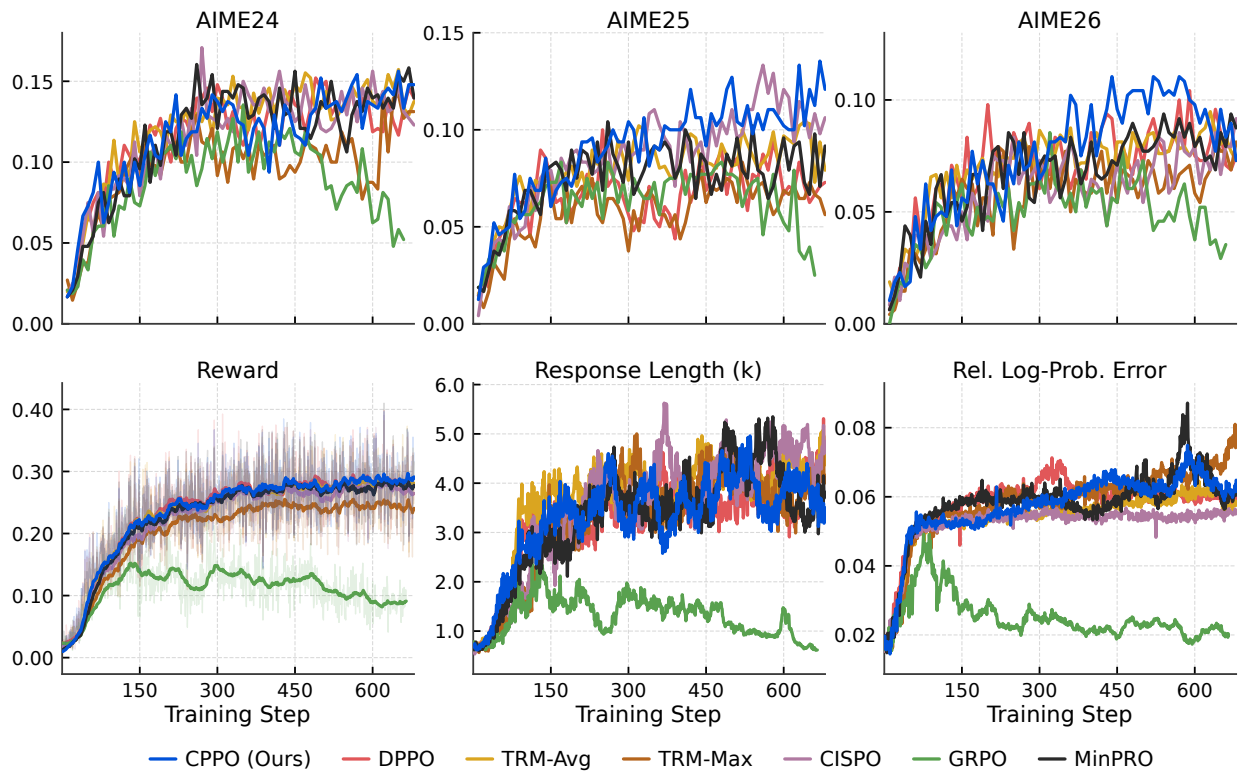 AIME24
AIME25
AIME26
0.15
0.10
0.05
0.00
0.15
0.10
0.05
0.00
0.10
0.05
0.00
Reward
Response Length (k)
Rel. Log-Prob. Error
0.40
0.30
0.20
0.10
0.00
6.0
5.0
4.0
3.0
2.0
1.0
0.08
0.06
0.04
0.02
150 300 450 600
150 300 450 600
150 300 450 600
Training Step
Training Step
Training Step
CPPO (Ours) DPPO TRM-Avg TRM-Max CISPO GRPO MinPRO